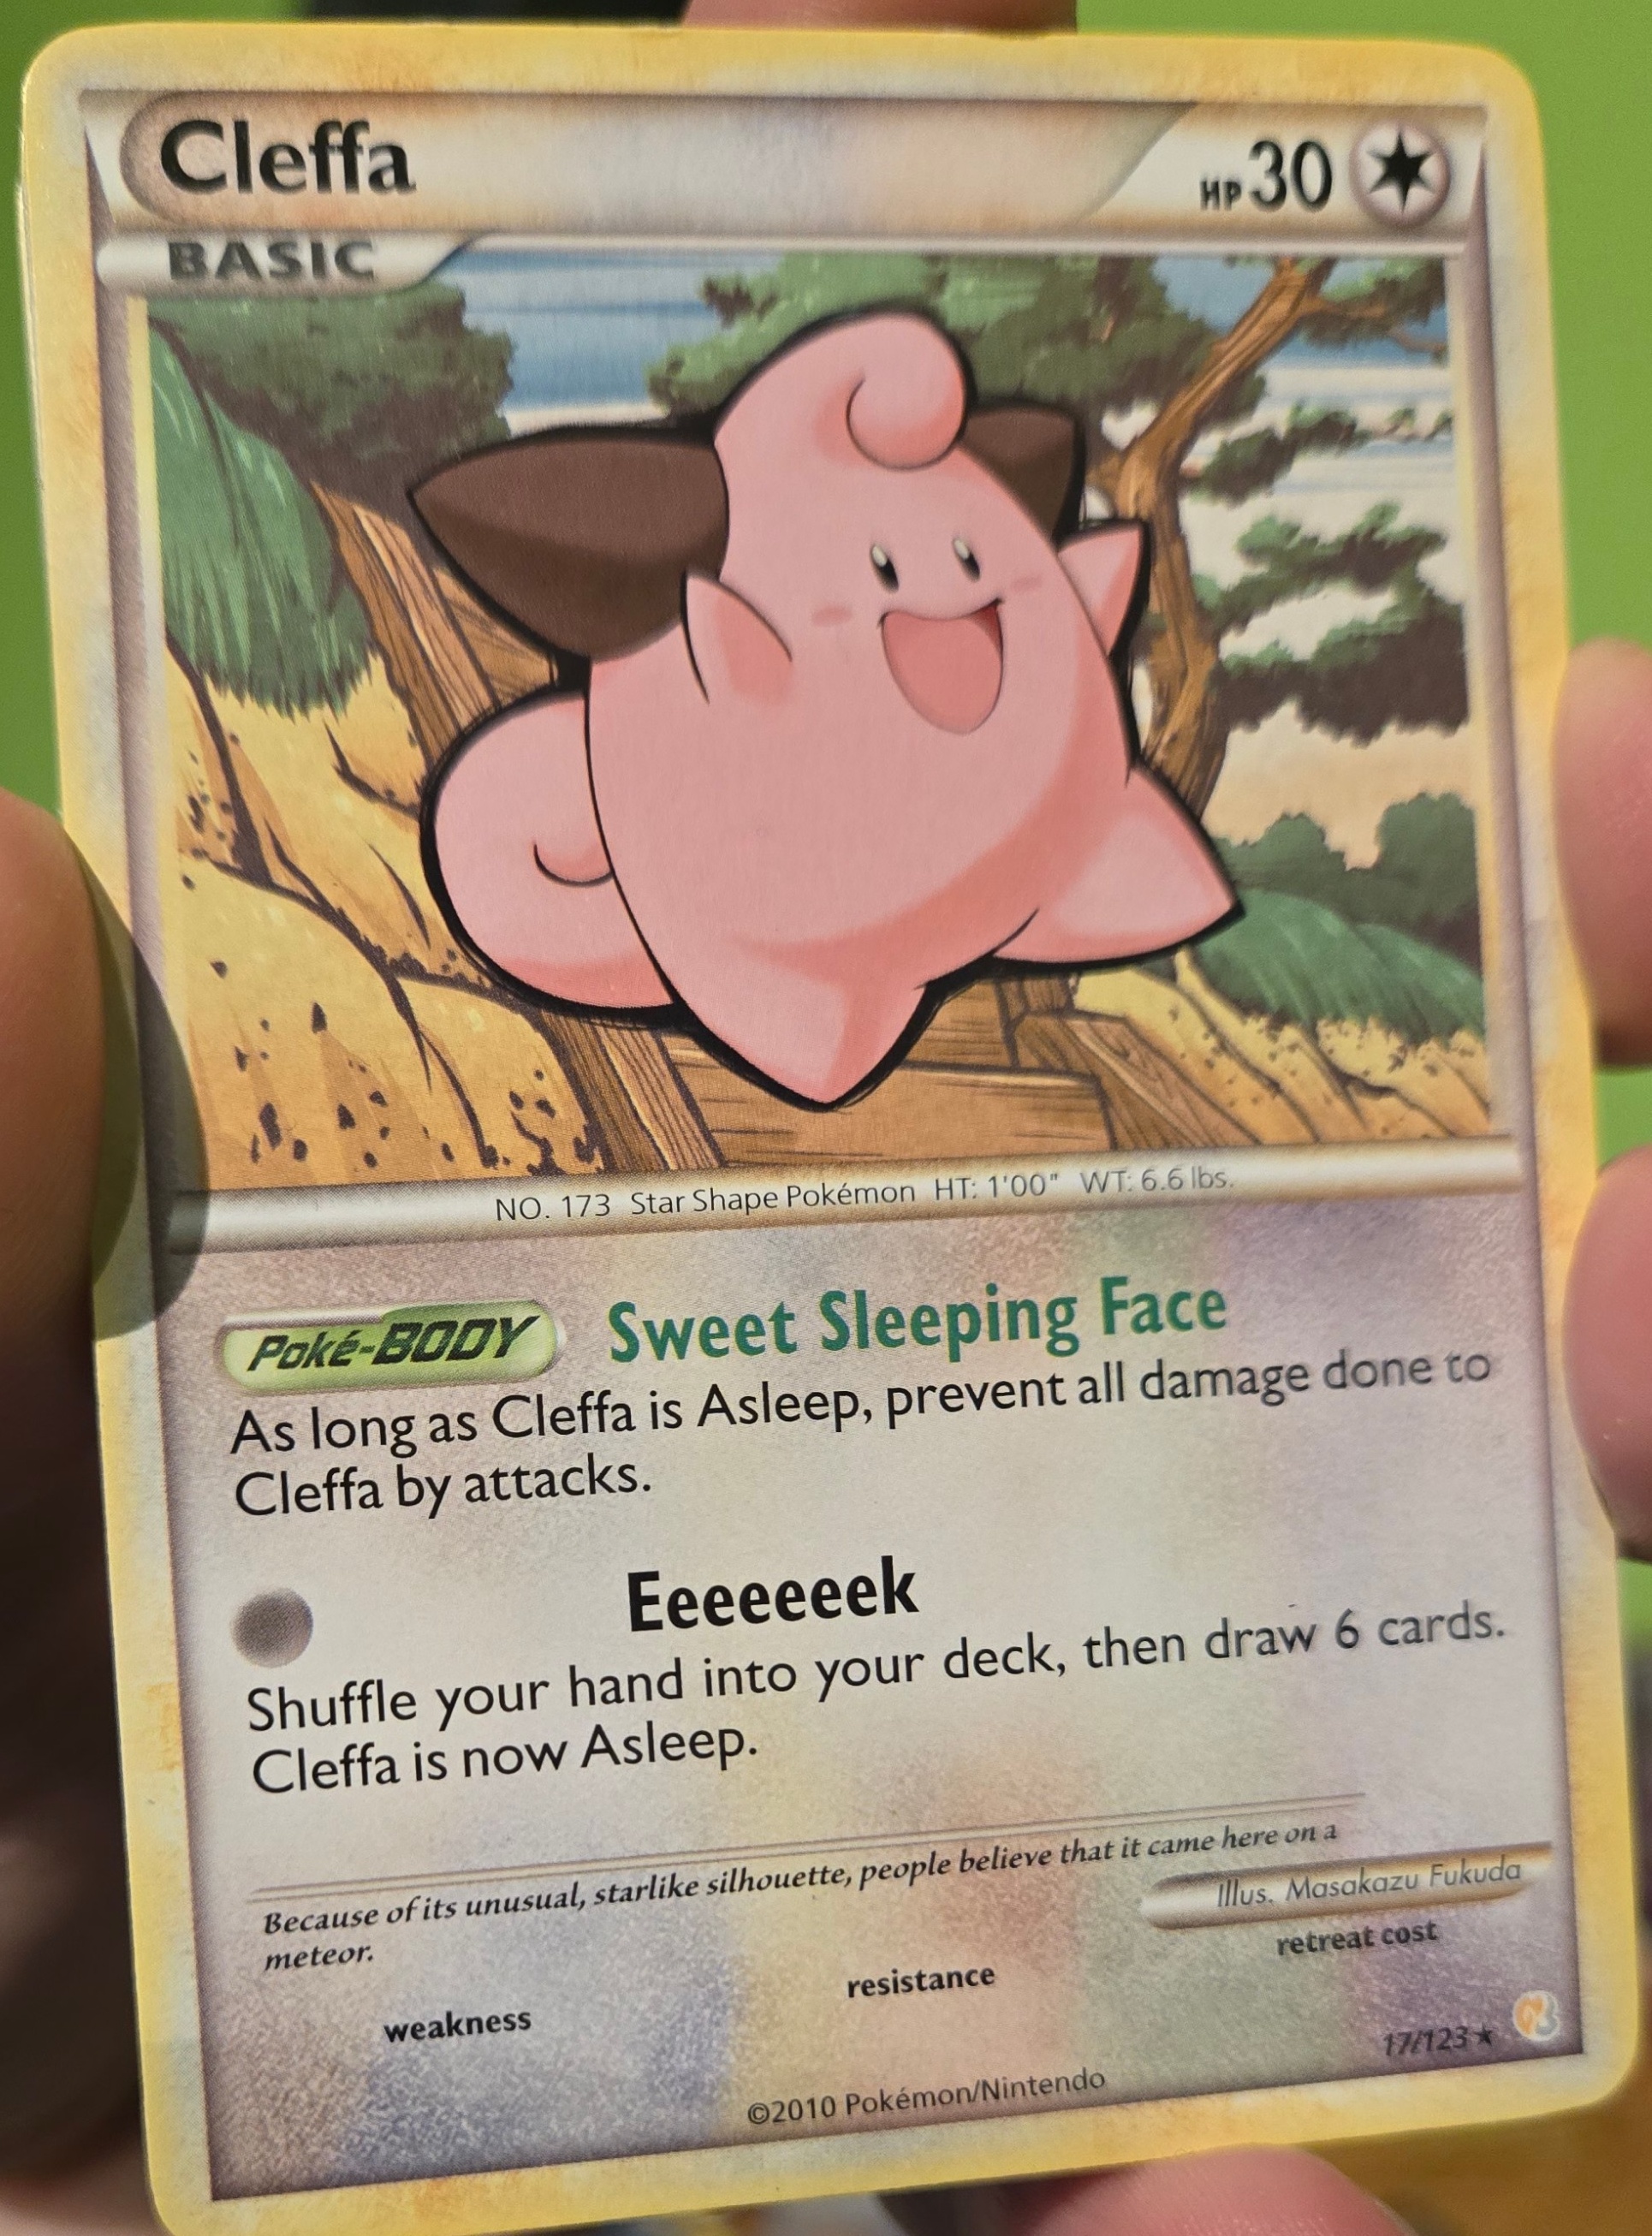 Cleffa
HP 30
BASIC
NO. 173 Star Shape Pokémon HT: 1'00" WT: 6.6 lbs.
Poké-BODY Sweet Sleeping Face
As long as Cleffa is Asleep, prevent all damage done to
Cleffa by attacks.
Eeeeeeek
Shuffle your hand into your deck, then draw 6 cards.
Cleffa is now Asleep.
Because of its unusual, starlike silhouette, people believe that it came here on a
meteor.
Illus. Masakazu Fukuda
weakness
resistance
retreat cost
17/123★
©2010 Pokémon/Nintendo